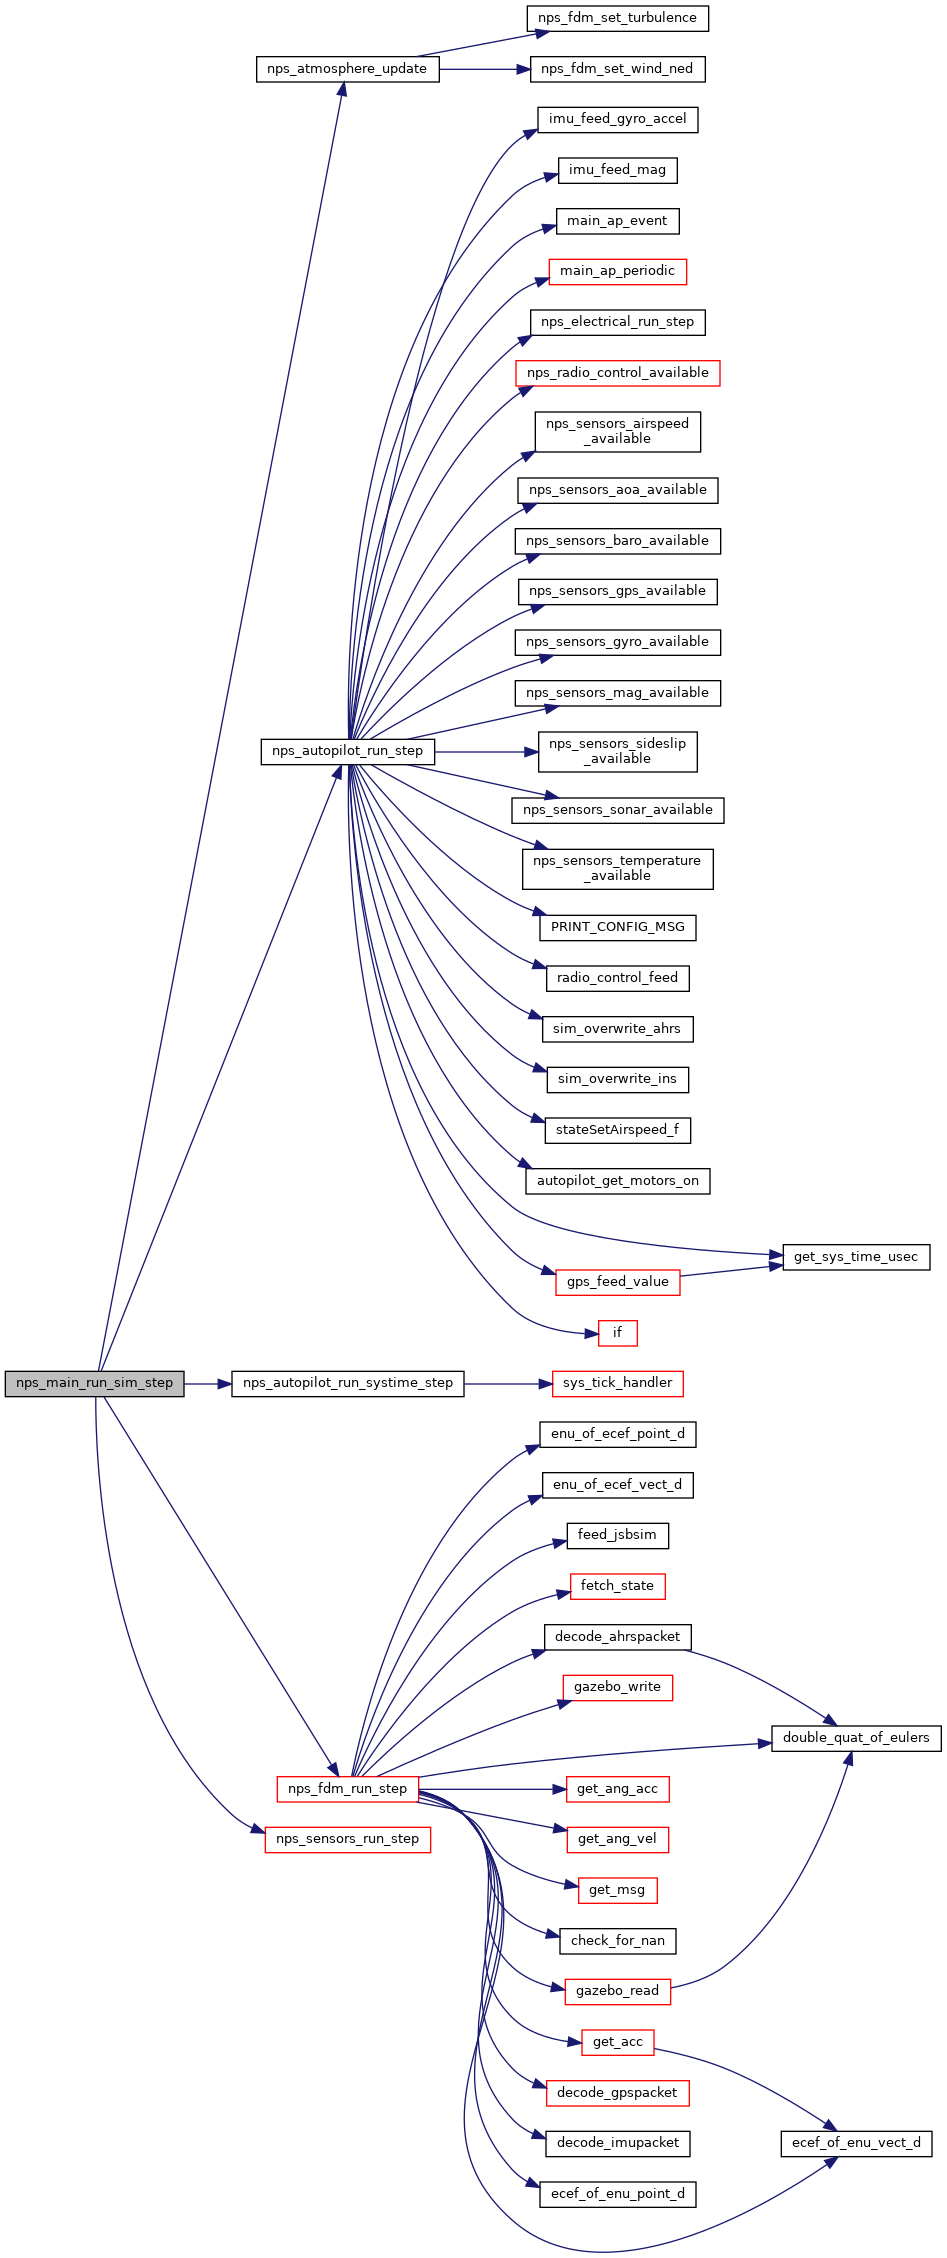 nps_fdm_set_turbulence
nps_atmosphere_update
nps_fdm_set_wind_ned
imu_feed_gyro_accel
imu_feed_mag
main_ap_event
main_ap_periodic
nps_electrical_run_step
nps_radio_control_available
nps_sensors_airspeed
_available
nps_sensors_aoa_available
nps_sensors_baro_available
nps_sensors_gps_available
nps_sensors_gyro_available
nps_sensors_mag_available
nps_autopilot_run_step
nps_sensors_sideslip
_available
nps_sensors_sonar_available
nps_sensors_temperature
_available
PRINT_CONFIG_MSG
radio_control_feed
sim_overwrite_ahrs
sim_overwrite_ins
stateSetAirspeed_f
autopilot_get_motors_on
get_sys_time_usec
gps_feed_value
if
nps_main_run_sim_step
nps_autopilot_run_systime_step
sys_tick_handler
enu_of_ecef_point_d
enu_of_ecef_vect_d
feed_jsbsim
fetch_state
decode_ahrspacket
gazebo_write
double_quat_of_eulers
nps_fdm_run_step
get_ang_acc
nps_sensors_run_step
get_ang_vel
get_msg
check_for_nan
gazebo_read
get_acc
decode_gpspacket
decode_imupacket
ecef_of_enu_vect_d
ecef_of_enu_point_d